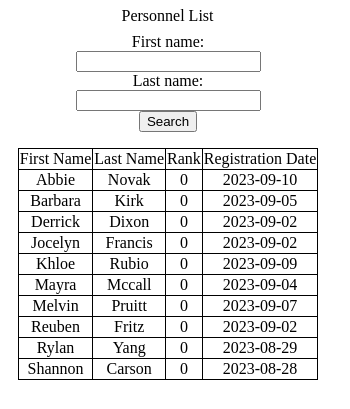 Personnel List
First name:
Last name:
Search
First Name Last Name Rank Registration Date
Abbie Novak 0 2023-09-10
Barbara Kirk 0 2023-09-05
Derrick Dixon 0 2023-09-02
Jocelyn Francis 0 2023-09-02
Khloe Rubio 0 2023-09-09
Mayra Mccall 0 2023-09-04
Melvin Pruitt 0 2023-09-07
Reuben Fritz 0 2023-09-02
Rylan Yang 0 2023-08-29
Shannon Carson 0 2023-08-28